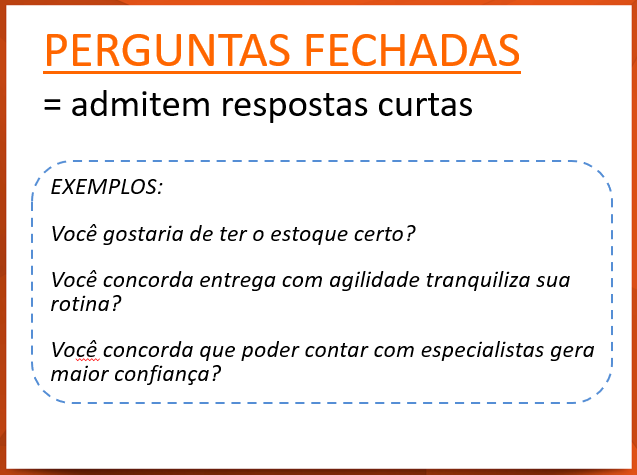 PERGUNTAS FECHADAS
= admitem respostas curtas
EXEMPLOS:
Você gostaria de ter o estoque certo?
Você concorda entrega com agilidade tranquiliza sua
rotina?
Você concorda que poder contar com especialistas gera
maior confiança?